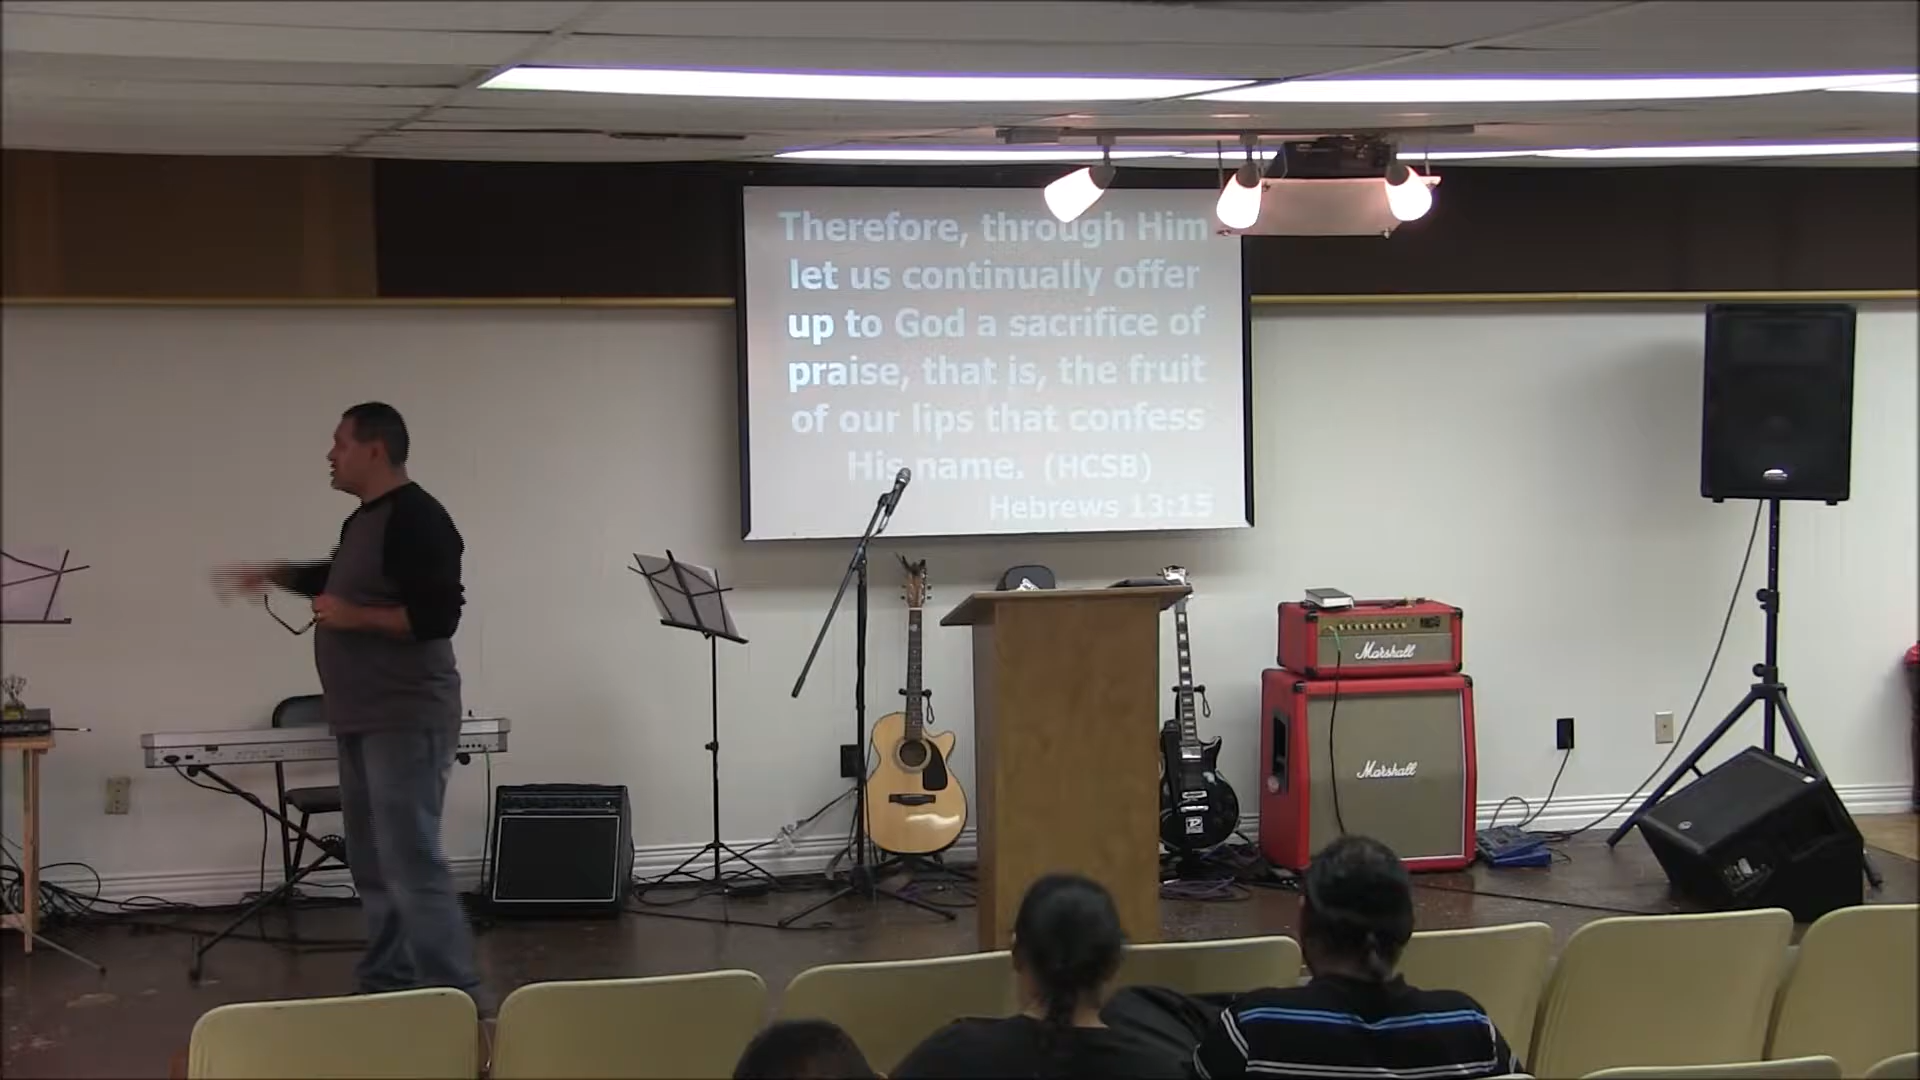 Therefore, through Him
let us continually offer
up to God a sacrifice of
praise, that is, the fruit
of our lips that confess
His name. (HCSB)
Hebrews 13:15
Marshall
Marshall